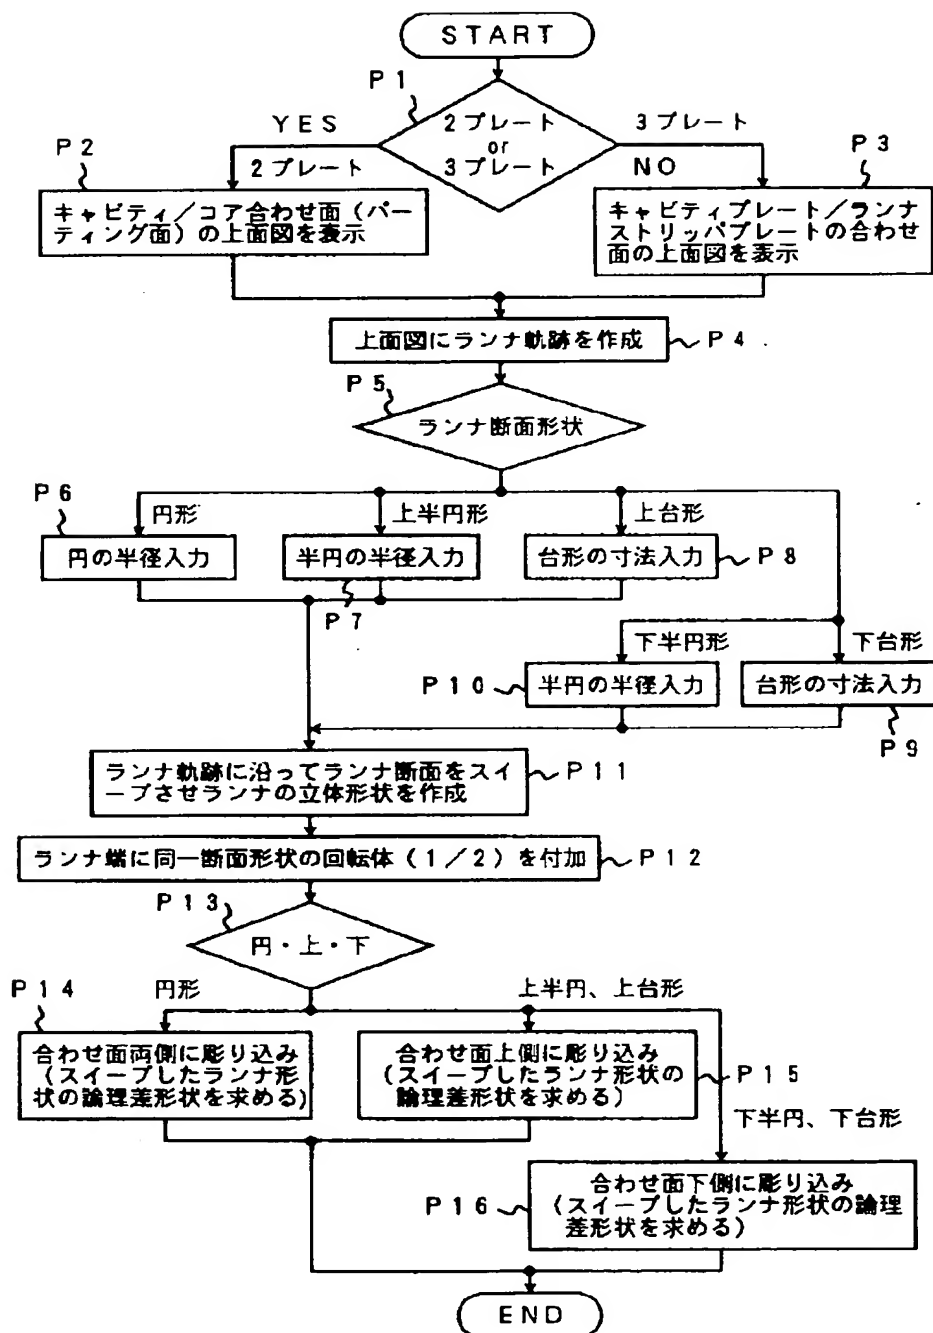 START
P1
2プレート
or
3プレート
YES
2プレート
3プレート
NO
P2
キャビティ/コア合わせ面(パー
ティング面)の上面図を表示
P3
キャビティプレート/ランナ
ストリッパプレートの合わせ
面の上面図を表示
上面図にランナ軌跡を作成
P4
P5
ランナ断面形状
P6
円形
円の半径入力
上半円形
半円の半径入力
P7
上台形
台形の寸法入力
P8
下半円形
P10
半円の半径入力
下台形
台形の寸法入力
P9
ランナ軌跡に沿ってランナ断面をスイ
ープさせランナの立体形状を作成
P11
ランナ端に同一断面形状の回転体(1/2)を付加
P12
P13
円・上・下
P14
円形
合わせ面両側に彫り込み
(スイープしたランナ形
状の論理差形状を求める)
上半円、上台形
合わせ面上側に彫り込み
(スイープしたランナ形状の
論理差形状を求める)
P15
下半円、下台形
P16
合わせ面下側に彫り込み
(スイープしたランナ形状の論理
差形状を求める)
END